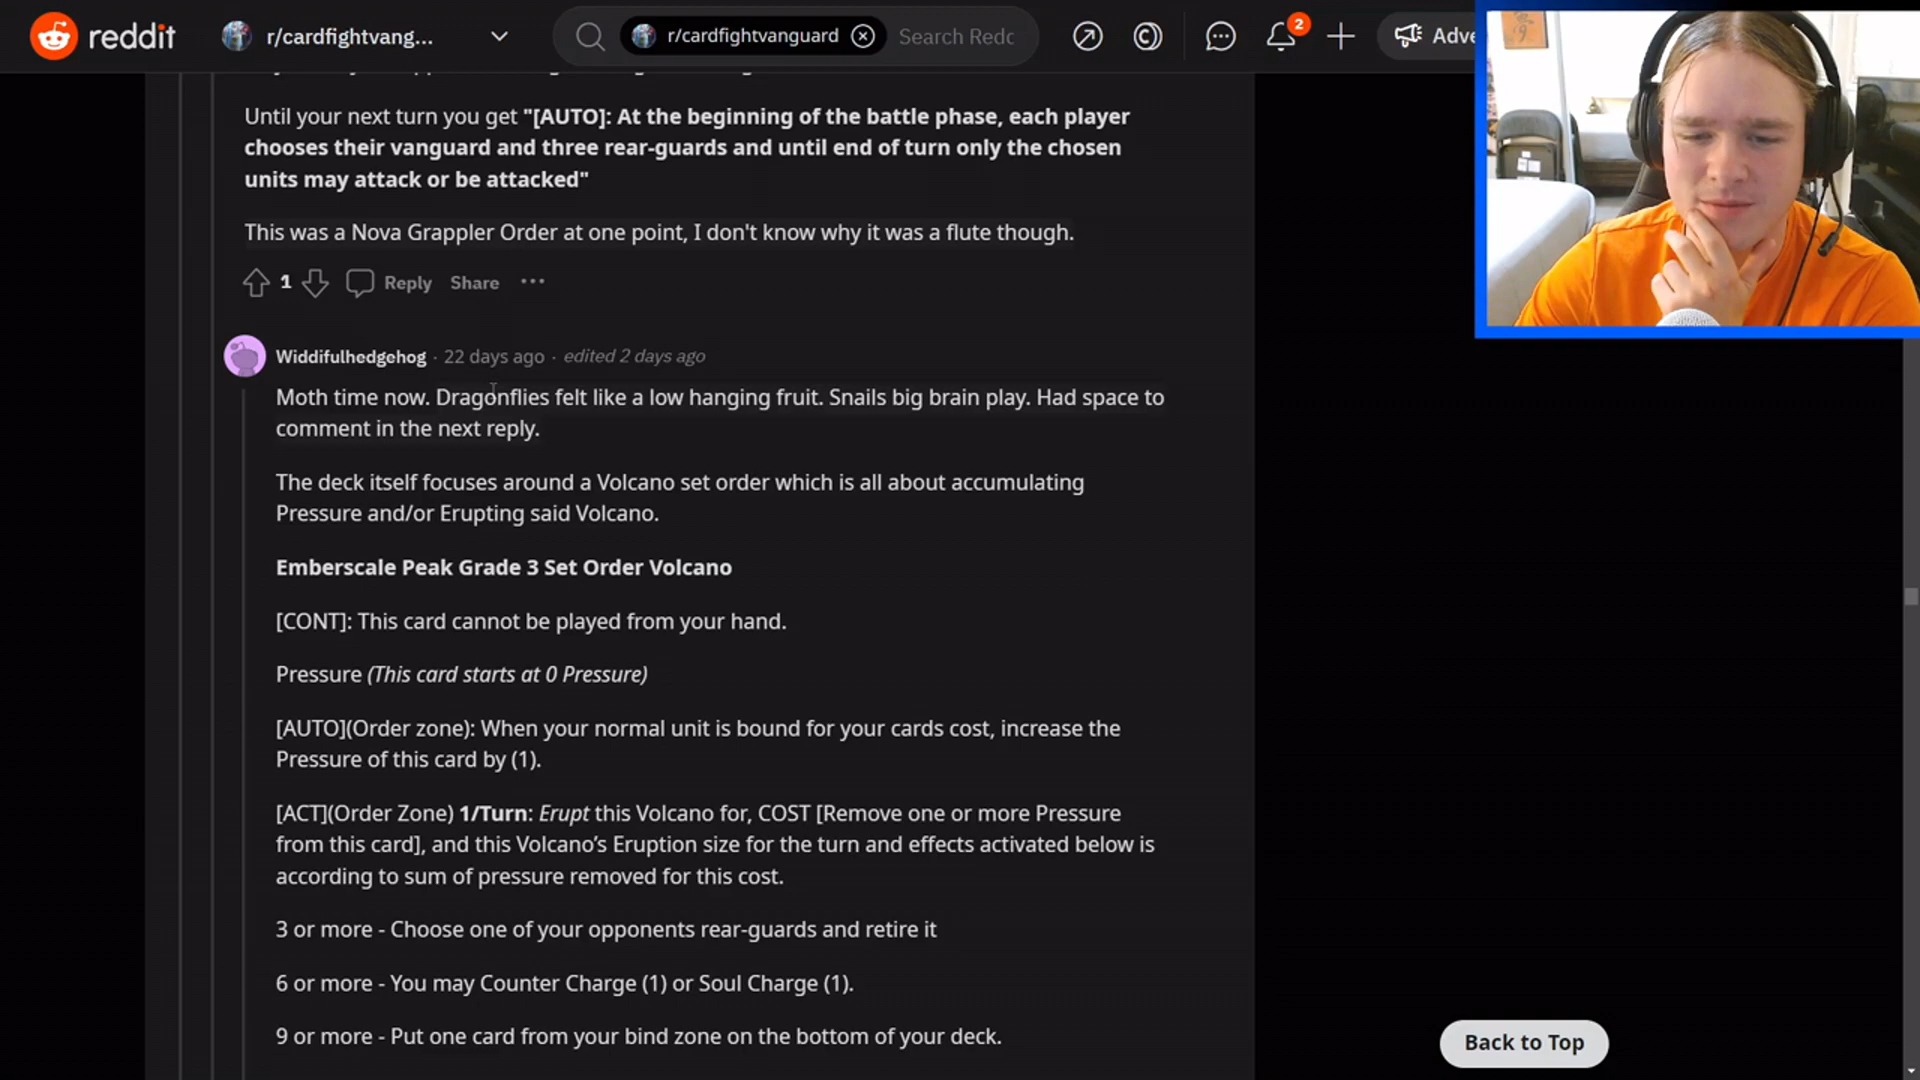 reddit
r/cardfightvang...
r/cardfightvanguard
Search Redc
2
Adve
Until your next turn you get "[AUTO]: At the beginning of the battle phase, each player
chooses their vanguard and three rear-guards and until end of turn only the chosen
units may attack or be attacked"
This was a Nova Grappler Order at one point, I don't know why it was a flute though.
1 Reply Share ···
Widdifulhedgehog · 22 days ago · edited 2 days ago
Moth time now. Dragonflies felt like a low hanging fruit. Snails big brain play. Had space to
comment in the next reply.
The deck itself focuses around a Volcano set order which is all about accumulating
Pressure and/or Erupting said Volcano.
Emberscale Peak Grade 3 Set Order Volcano
[CONT]: This card cannot be played from your hand.
Pressure (This card starts at 0 Pressure)
[AUTO](Order zone): When your normal unit is bound for your cards cost, increase the
Pressure of this card by (1).
[ACT](Order Zone) 1/Turn: Erupt this Volcano for, COST [Remove one or more Pressure
from this card], and this Volcano’s Eruption size for the turn and effects activated below is
according to sum of pressure removed for this cost.
3 or more - Choose one of your opponents rear-guards and retire it
6 or more - You may Counter Charge (1) or Soul Charge (1).
9 or more - Put one card from your bind zone on the bottom of your deck.
Back to Top